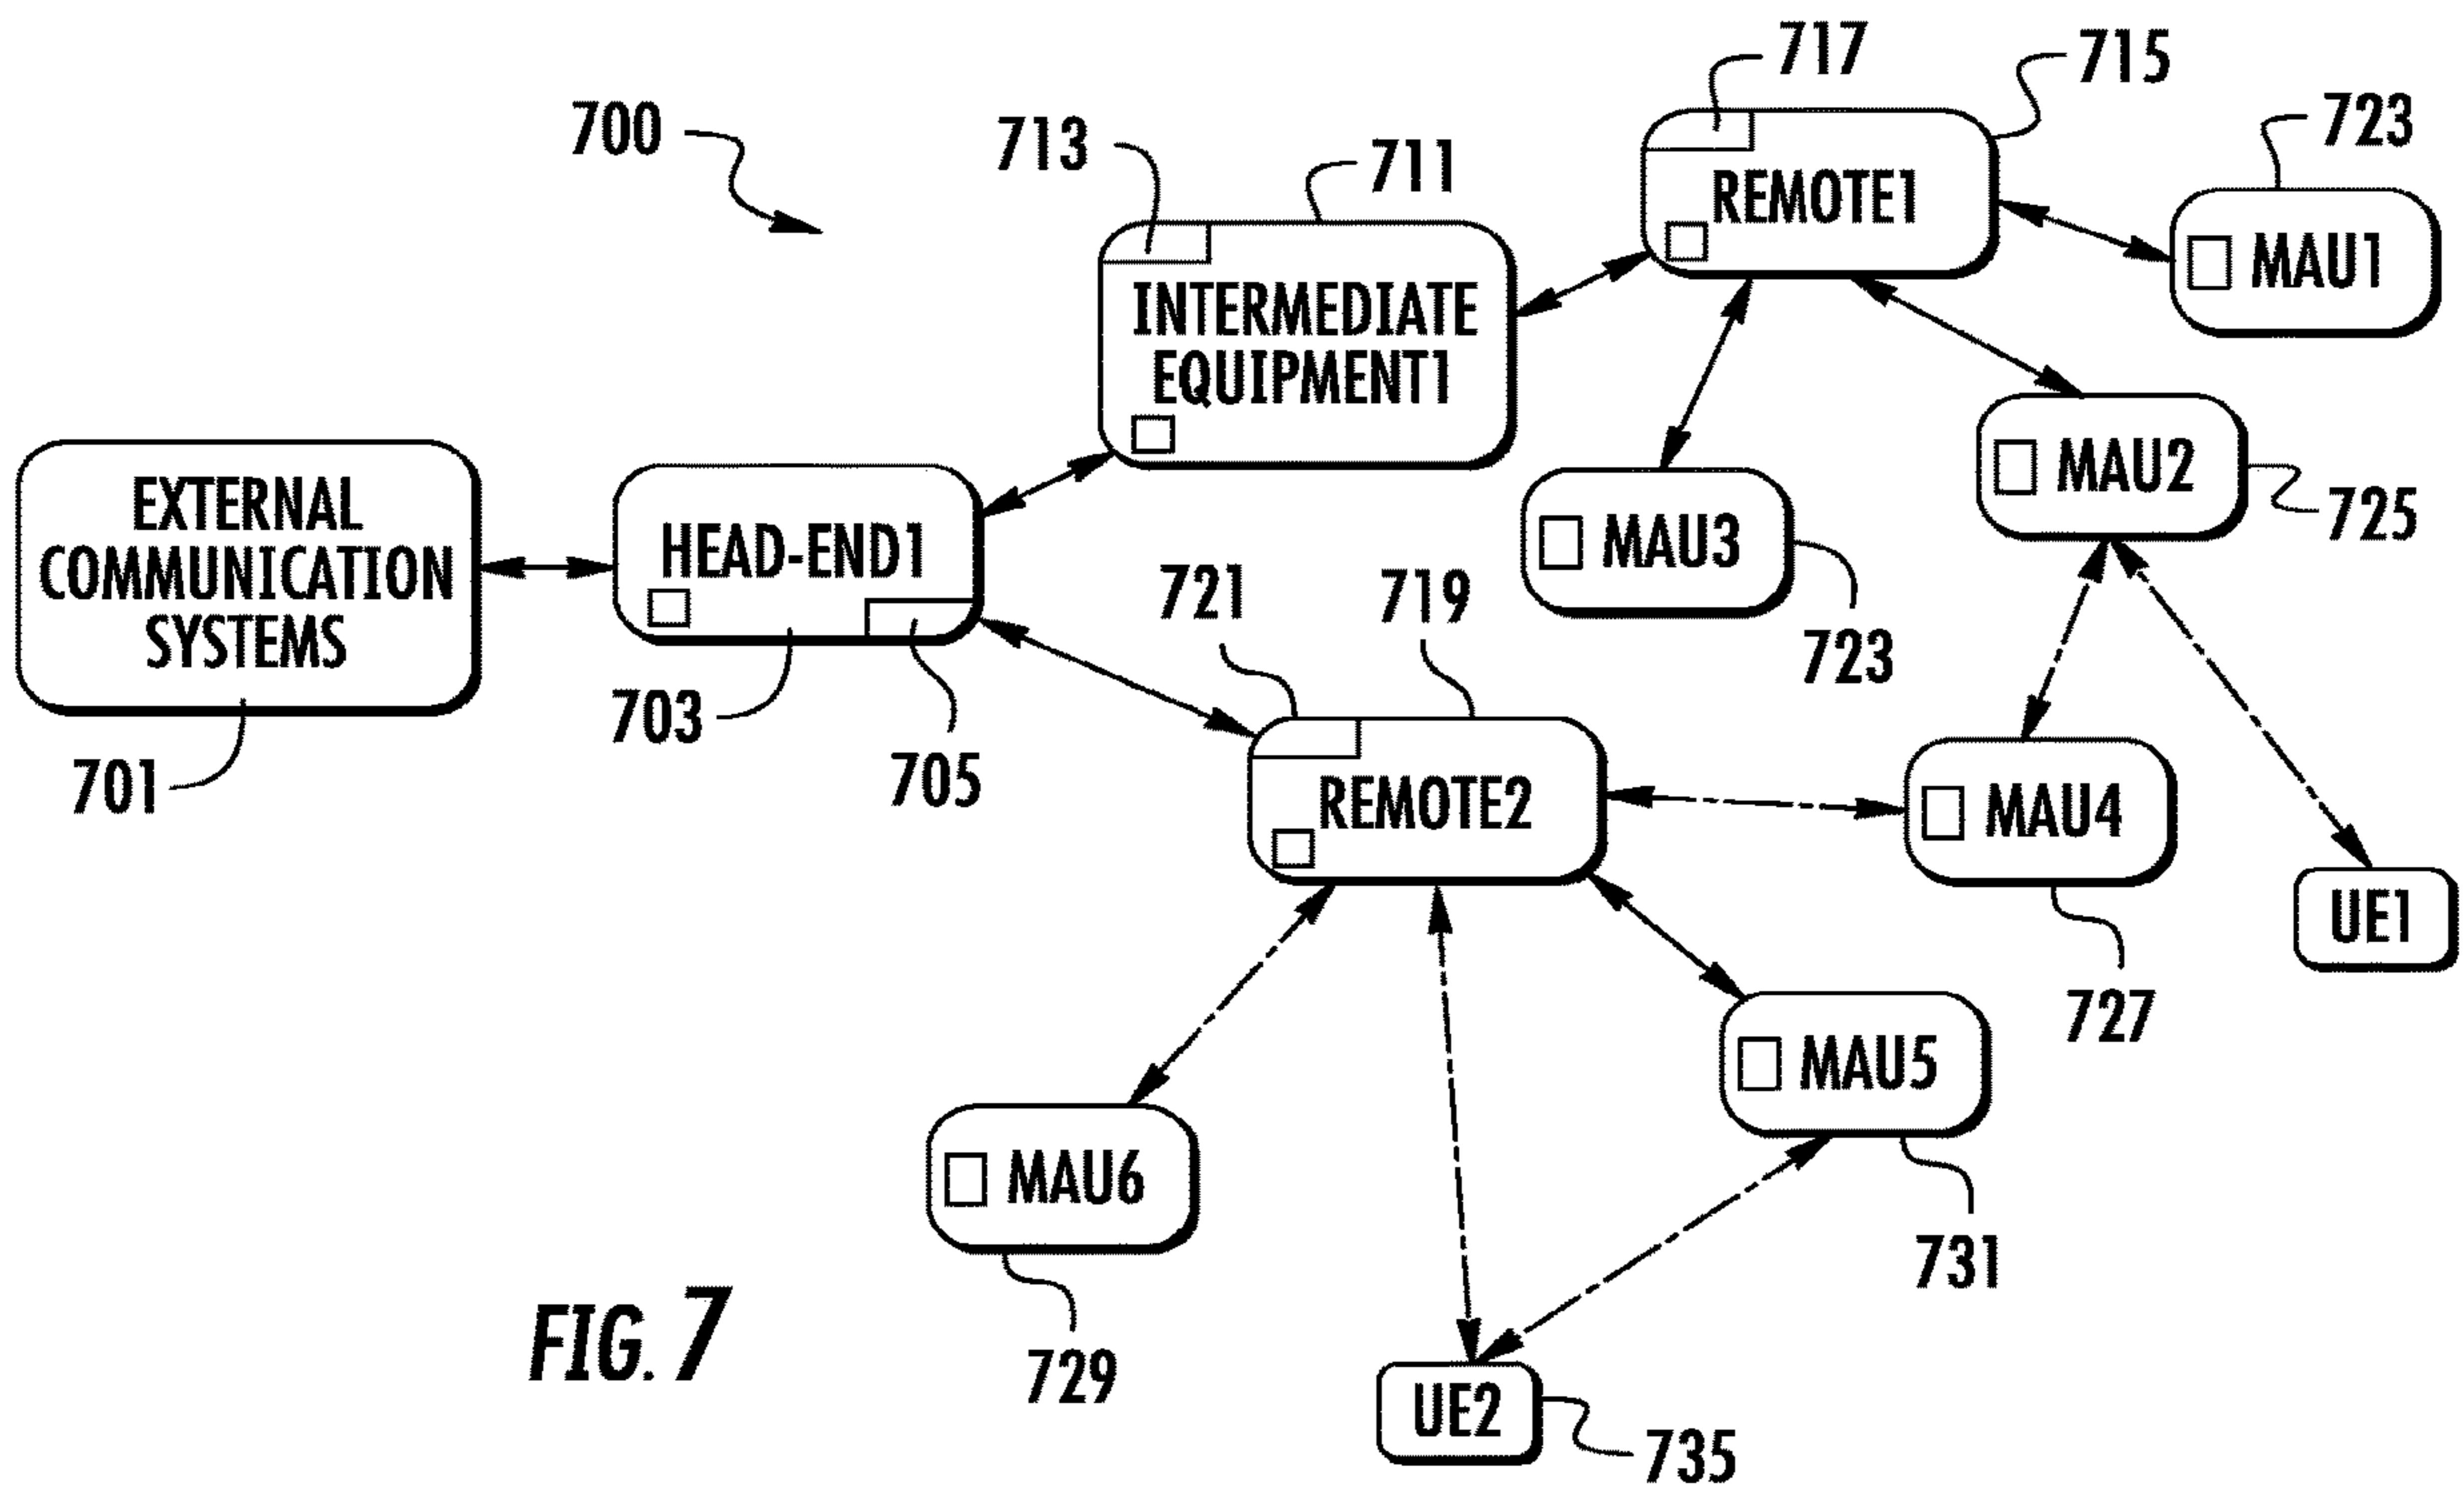 717
715
700
713
711
723
REMOTE1
MAU1
INTERMEDIATE
EQUIPMENT1
MAU2
725
EXTERNAL
COMMUNICATION
SYSTEMS
HEAD-END1
MAU3
723
721
719
703
705
701
REMOTE2
MAU4
UE1
727
MAU5
MAU6
731
729
UE2
735
FIG. 7